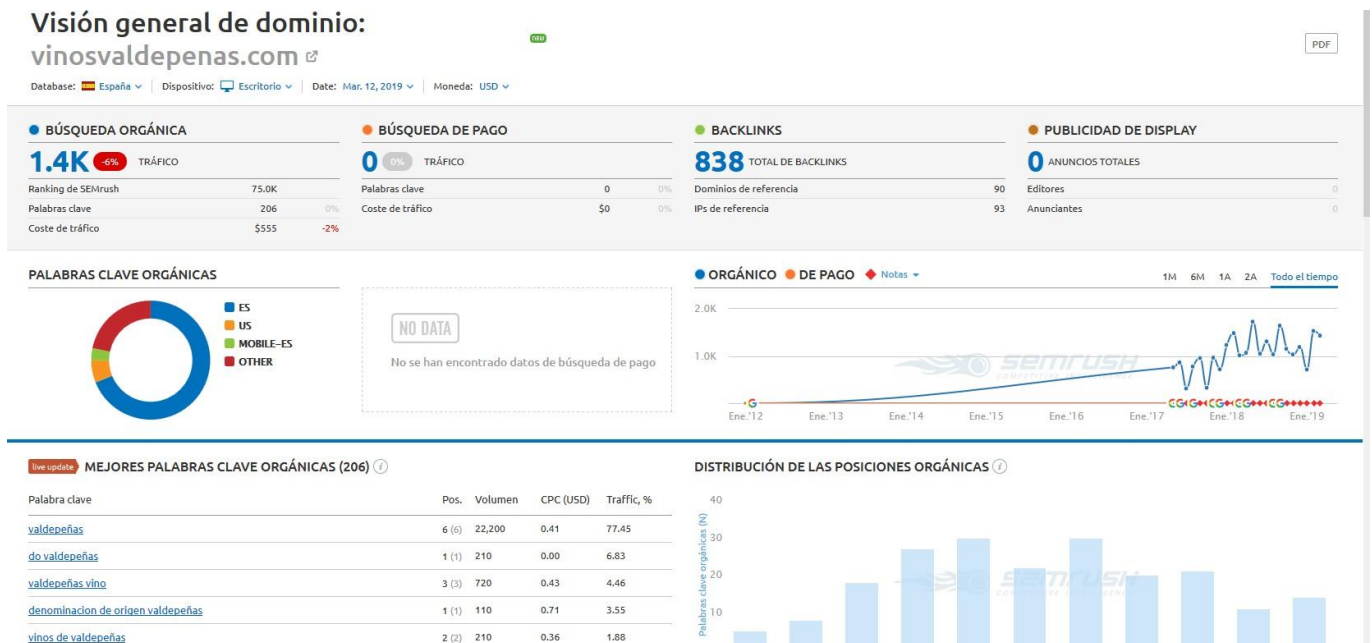 Visión general de dominio:
new
vinosvaldepenas.com
PDF
Database: España Dispositivo: Escritorio Date: Mar. 12, 2019 Moneda: USD
BÚSQUEDA ORGÁNICA
1.4K -6% TRÁFICO
Ranking de SEMrush 75.0K
Palabras clave 206 0%
Coste de tráfico $555 -2%
BÚSQUEDA DE PAGO
0 0% TRÁFICO
Palabras clave 0 0%
Coste de tráfico $0 0%
BACKLINKS
838 TOTAL DE BACKLINKS
Dominios de referencia 90
IPs de referencia 93
PUBLICIDAD DE DISPLAY
0 ANUNCIOS TOTALES
Editores 0
Anunciantes 0
PALABRAS CLAVE ORGÁNICAS
ES
US
MOBILE-ES
OTHER
NO DATA
No se han encontrado datos de búsqueda de pago
ORGÁNICO DE PAGO Notas 1M 6M 1A 2A Todo el tiempo
2.0K
1.0K
SEMRUSH
COMPETITIVE INTELLIGENCE
Ene.'12 Ene.'13 Ene.'14 Ene.'15 Ene.'16 Ene.'17 Ene.'18 Ene.'19
live update MEJORES PALABRAS CLAVE ORGÁNICAS (206) i
Palabra clave Pos. Volumen CPC (USD) Traffic, %
valdepeñas 6 (6) 22,200 0.41 77.45
do valdepeñas 1 (1) 210 0.00 6.83
valdepeñas vino 3 (3) 720 0.43 4.46
denominacion de origen valdepeñas 1 (1) 110 0.71 3.55
vinos de valdepeñas 2 (2) 210 0.36 1.88
DISTRIBUCIÓN DE LAS POSICIONES ORGÁNICAS i
Palabras clave orgánicas (N)
40
30
20
10
SEMRUSH
COMPETITIVE INTELLIGENCE